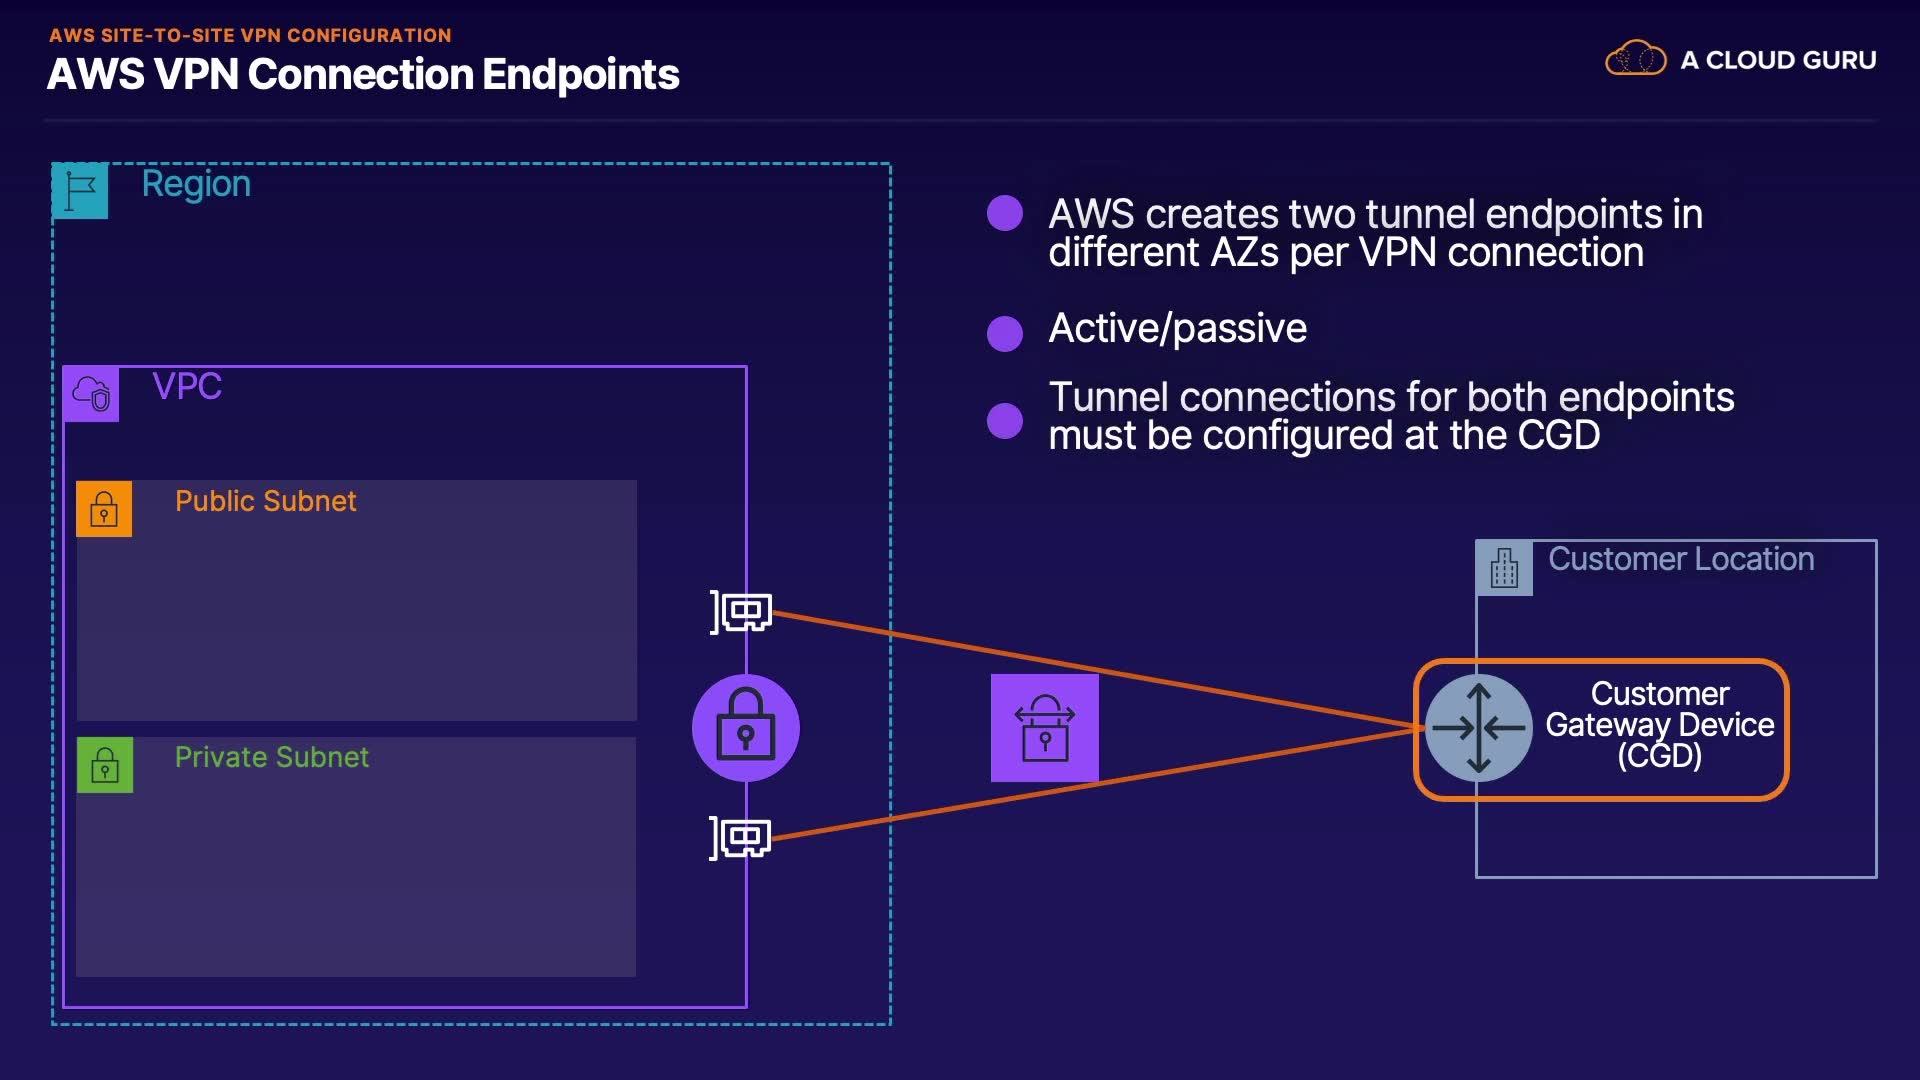 AWS SITE-TO-SITE VPN CONFIGURATION
AWS VPN Connection Endpoints
A CLOUD GURU
Region
VPC
Public Subnet
Private Subnet
AWS creates two tunnel endpoints in
different AZs per VPN connection
Active/passive
Tunnel connections for both endpoints
must be configured at the CGD
Customer Location
Customer
Gateway Device
(CGD)